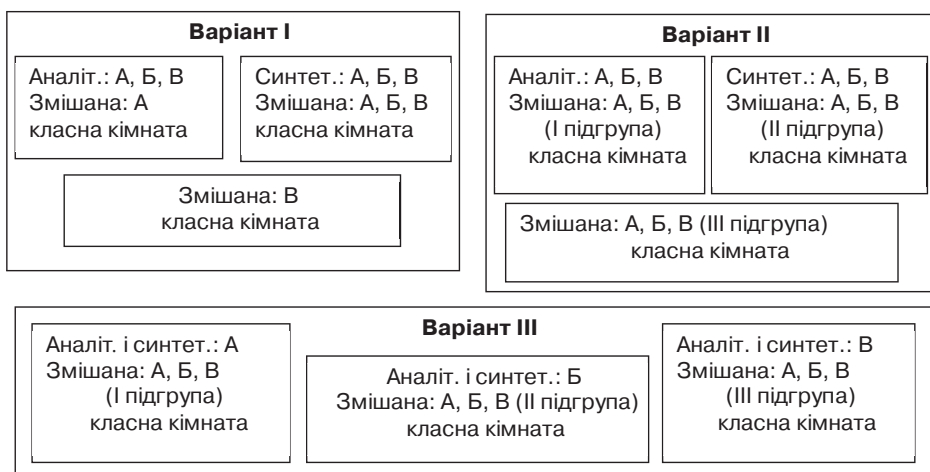 Варіант I
Аналіт.: А, Б, В
Змішана: А
класна кімната
Синтет.: А, Б, В
Змішана: А, Б, В
класна кімната
Змішана: В
класна кімната
Варіант II
Аналіт.: А, Б, В
Змішана: А, Б, В
(I підгрупа)
класна кімната
Синтет.: А, Б, В
Змішана: А, Б, В
(II підгрупа)
класна кімната
Змішана: А, Б, В (III підгрупа)
класна кімната
Варіант III
Аналіт. і синтет.: А
Змішана: А, Б, В
(I підгрупа)
класна кімната
Аналіт. і синтет.: Б
Змішана: А, Б, В (II підгрупа)
класна кімната
Аналіт. і синтет.: В
Змішана: А, Б, В
(III підгрупа)
класна кімната